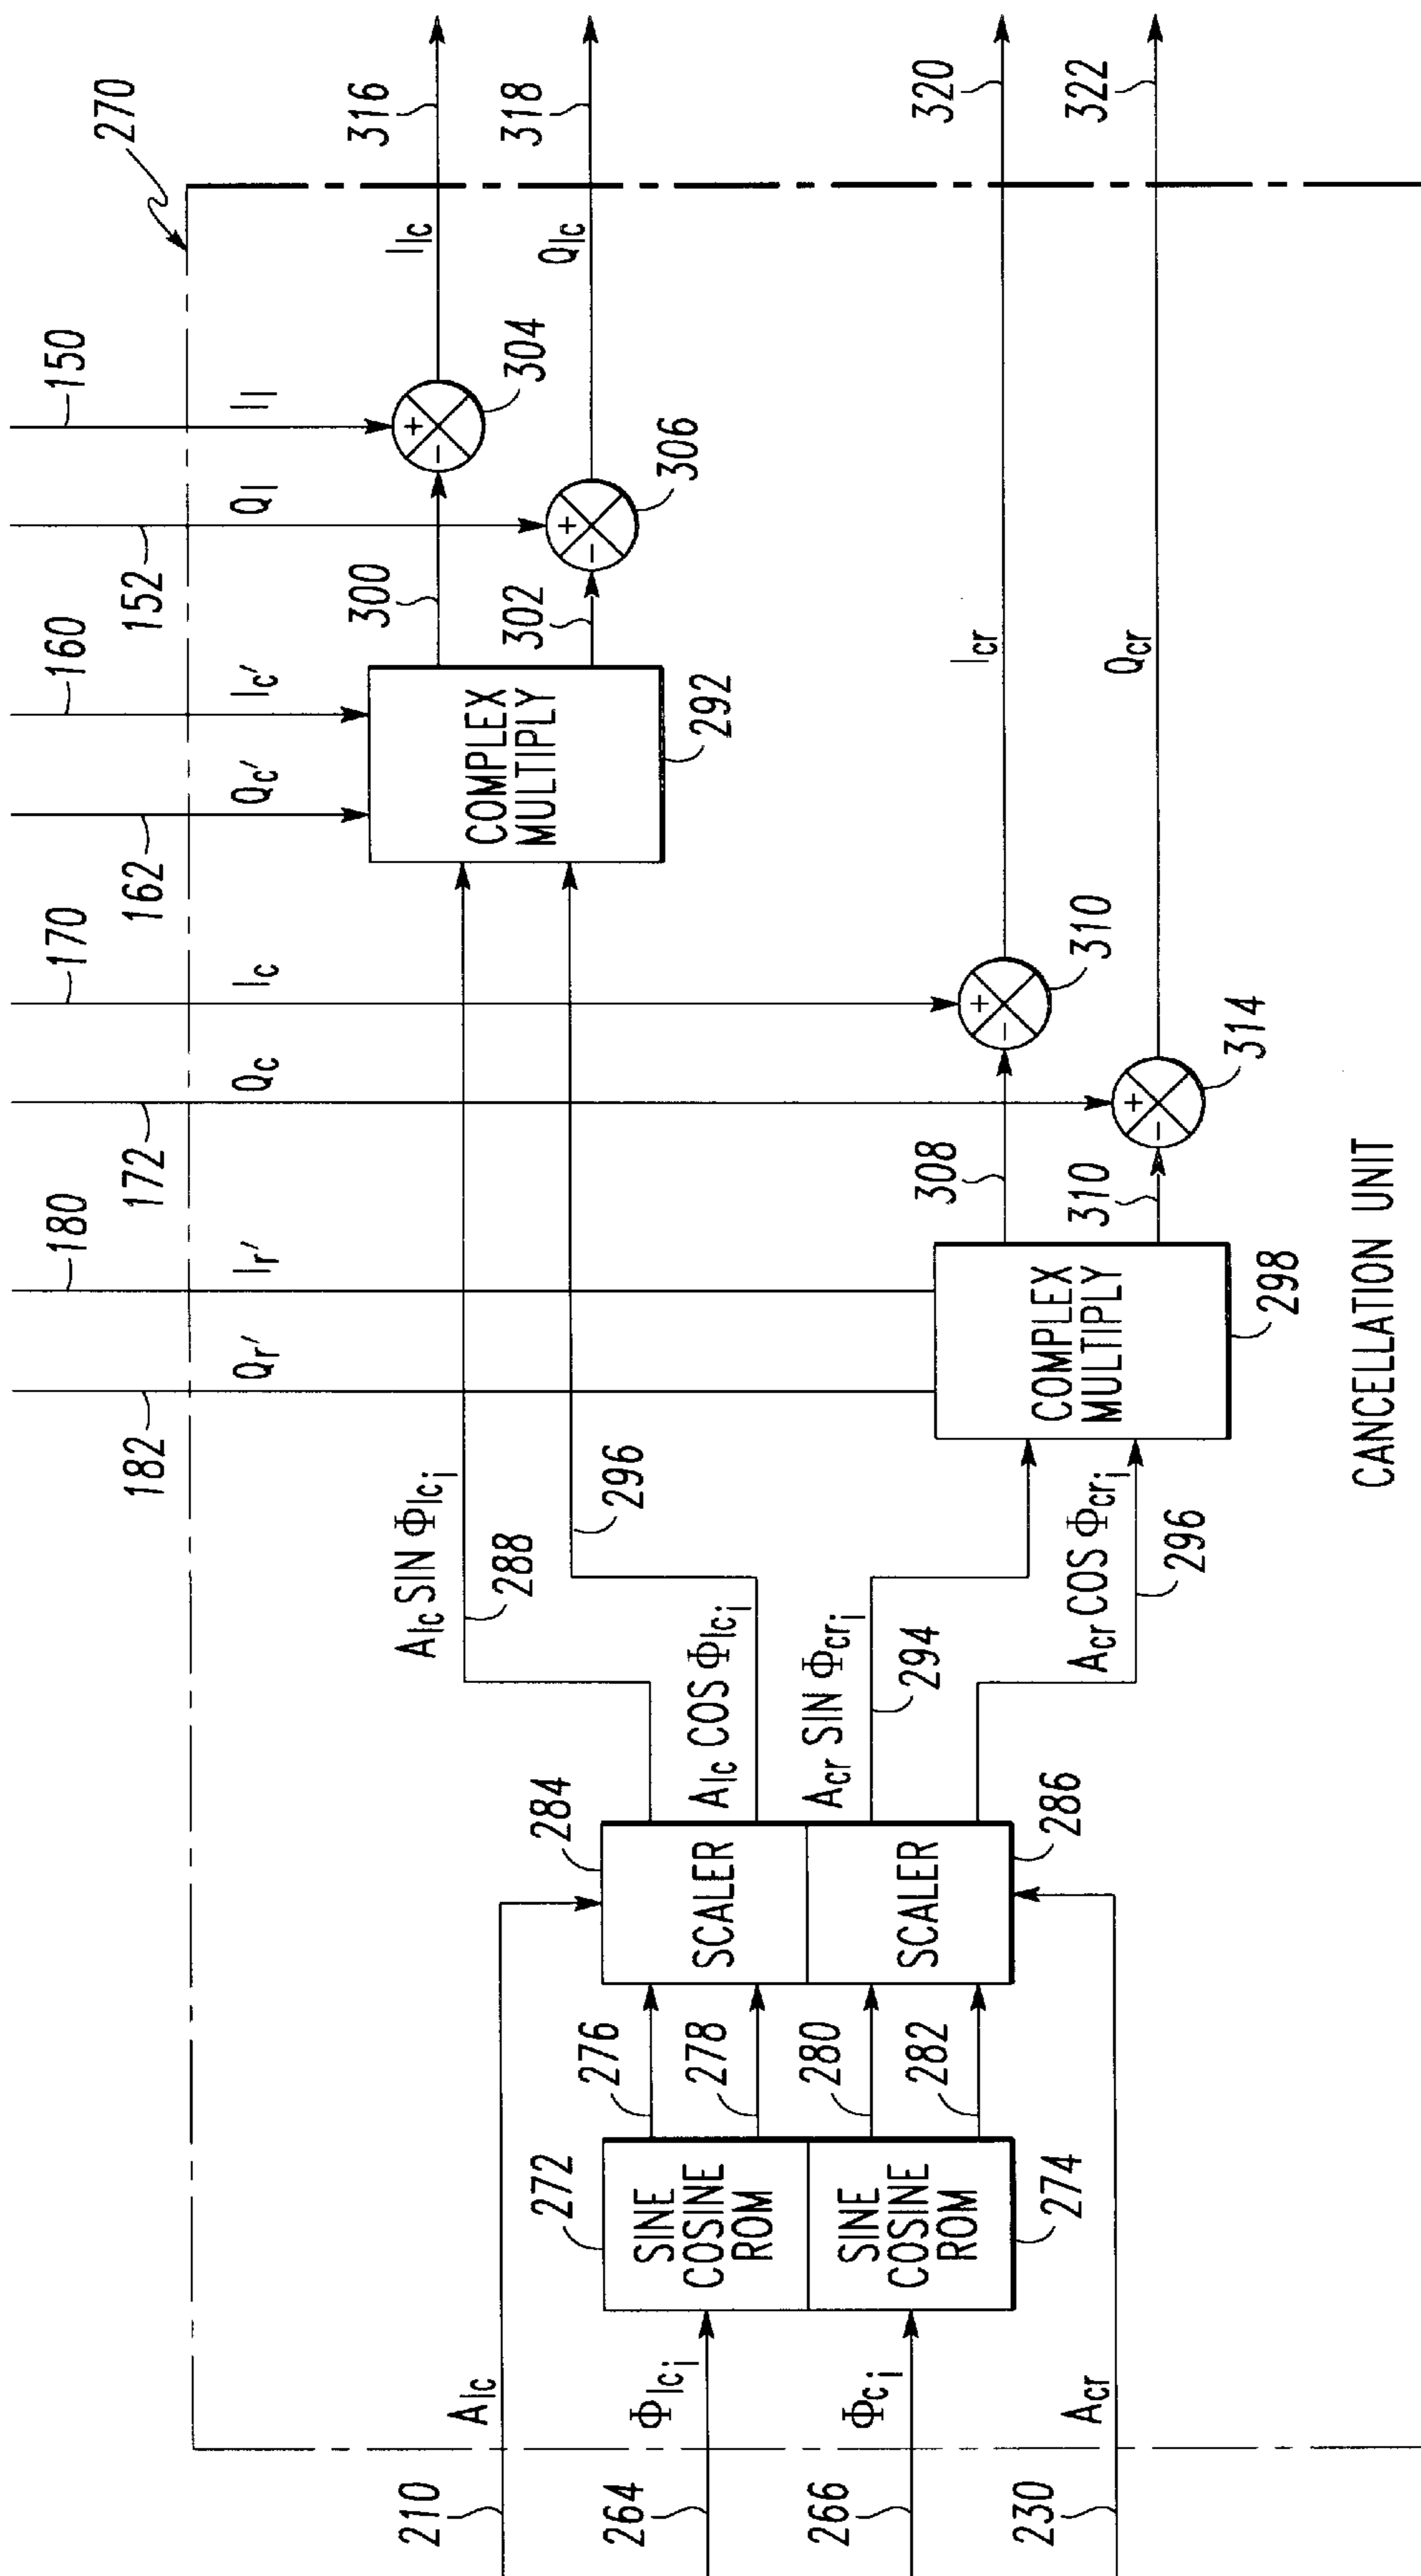 270
316
318
320
322
I_lc
Q_lc
I_cr
Q_cr
150
152
160
162
170
172
180
182
I_l
Q_l
I_c'
Q_c'
I_c
Q_c
I_r'
Q_r'
+
-
304
+
-
306
300
302
COMPLEX
MULTIPLY
292
+
-
310
+
-
314
308
310
COMPLEX
MULTIPLY
298
A_lc SIN Φ_lc_i
288
296
A_lc COS Φ_lc_i
A_cr SIN Φ_cr_i
294
A_cr COS Φ_cr_i
296
284
SCALER
SCALER
286
276
278
280
282
272
SINE
COSINE
ROM
SINE
COSINE
ROM
274
A_lc
Φ_lc_i
Φ_c_i
A_cr
210
264
266
230
CANCELLATION UNIT